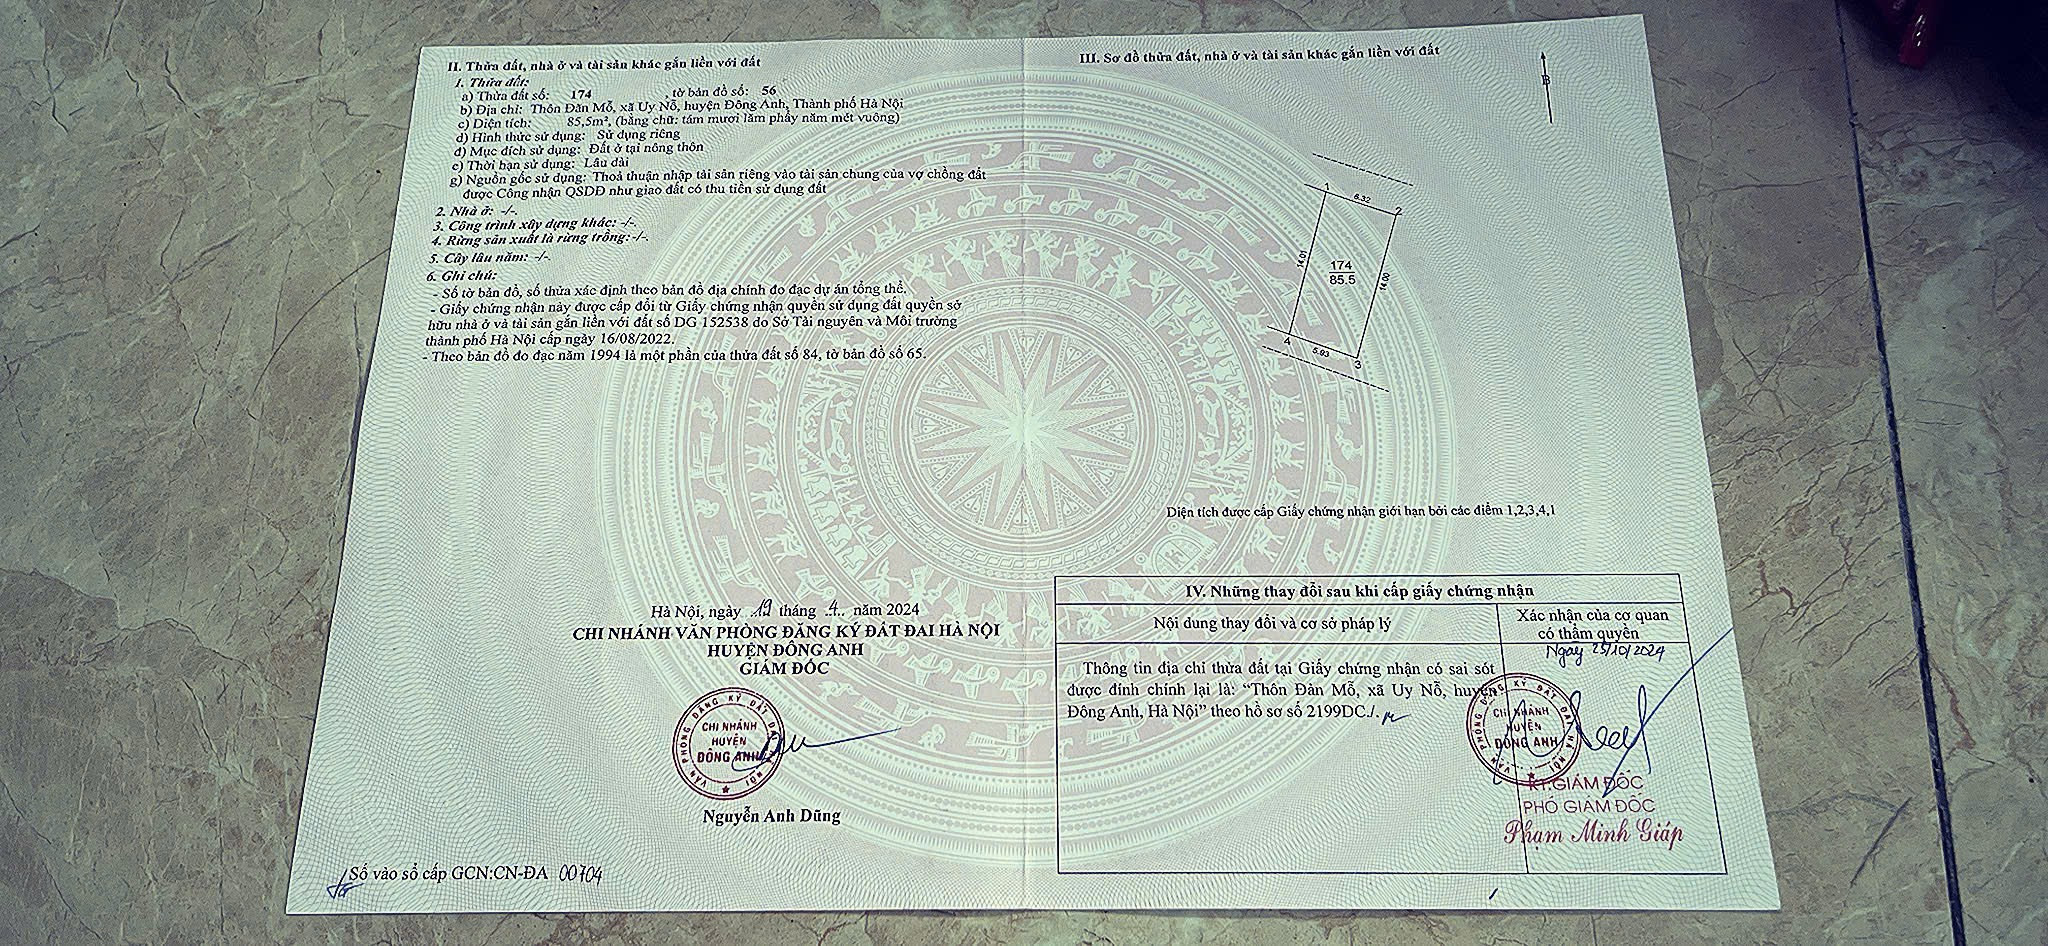 II. Thửa đất, nhà ở và tài sản khác gắn liền với đất
1. Thửa đất:
a) Thửa đất số: 174 , tờ bản đồ số: 56
b) Địa chỉ: Thôn Đàn Mỗ, xã Uy Nỗ, huyện Đông Anh, Thành phố Hà Nội
c) Diện tích: 85,5m², (bằng chữ: tám mươi lăm phẩy năm mét vuông)
d) Hình thức sử dụng: Sử dụng riêng
đ) Mục đích sử dụng: Đất ở tại nông thôn
e) Thời hạn sử dụng: Lâu dài
g) Nguồn gốc sử dụng: Thoả thuận nhập tài sản riêng vào tài sản chung của vợ chồng đất
được Công nhận QSDĐ như giao đất có thu tiền sử dụng đất
2. Nhà ở: -/-.
3. Công trình xây dựng khác: -/-.
4. Rừng sản xuất là rừng trồng: -/-.
5. Cây lâu năm: -/-.
6. Ghi chú:
- Số tờ bản đồ, số thửa xác định theo bản đồ địa chính đo đạc dự án tổng thể.
- Giấy chứng nhận này được cấp đổi từ Giấy chứng nhận quyền sử dụng đất quyền sở
hữu nhà ở và tài sản gắn liền với đất số DG 152538 do Sở Tài nguyên và Môi trường
thành phố Hà Nội cấp ngày 16/08/2022.
- Theo bản đồ đo đạc năm 1994 là một phần của thửa đất số 84, tờ bản đồ số 65.
Hà Nội, ngày 19 tháng 4 năm 2024
CHI NHÁNH VĂN PHÒNG ĐĂNG KÝ ĐẤT ĐAI HÀ NỘI
HUYỆN ĐÔNG ANH
GIÁM ĐỐC
VĂN PHÒNG ĐĂNG KÝ ĐẤT ĐAI HÀ NỘI
CHI NHÁNH
HUYỆN
ĐÔNG ANH
Nguyễn Anh Dũng
Số vào sổ cấp GCN:CN-ĐA 00704
III. Sơ đồ thửa đất, nhà ở và tài sản khác gắn liền với đất
B
1
6.32
2
14.01
174
85.5
14.00
4
5.93
3
Diện tích được cấp Giấy chứng nhận giới hạn bởi các điểm 1,2,3,4,1
IV. Những thay đổi sau khi cấp giấy chứng nhận
Nội dung thay đổi và cơ sở pháp lý
Xác nhận của cơ quan
có thẩm quyền
Ngày 23/10/2024
Thông tin địa chỉ thửa đất tại Giấy chứng nhận có sai sót
được đính chính lại là: “Thôn Đản Mỗ, xã Uy Nỗ, huyện
Đông Anh, Hà Nội” theo hồ sơ số 2199DC./.
VĂN PHÒNG ĐĂNG KÝ ĐẤT ĐAI HÀ NỘI
CHI NHÁNH
HUYỆN
ĐÔNG ANH
KT.GIÁM ĐỐC
PHÓ GIÁM ĐỐC
Phạm Minh Giáp